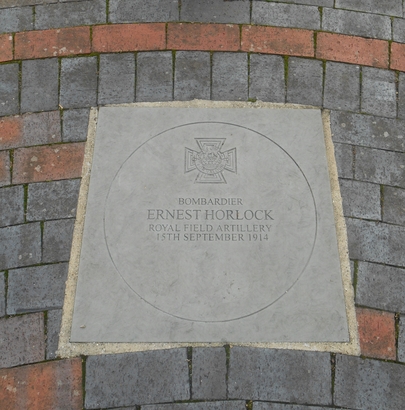 BOMBARDIER
ERNEST HORLOCK
ROYAL FIELD ARTILLERY
15TH SEPTEMBER 1914